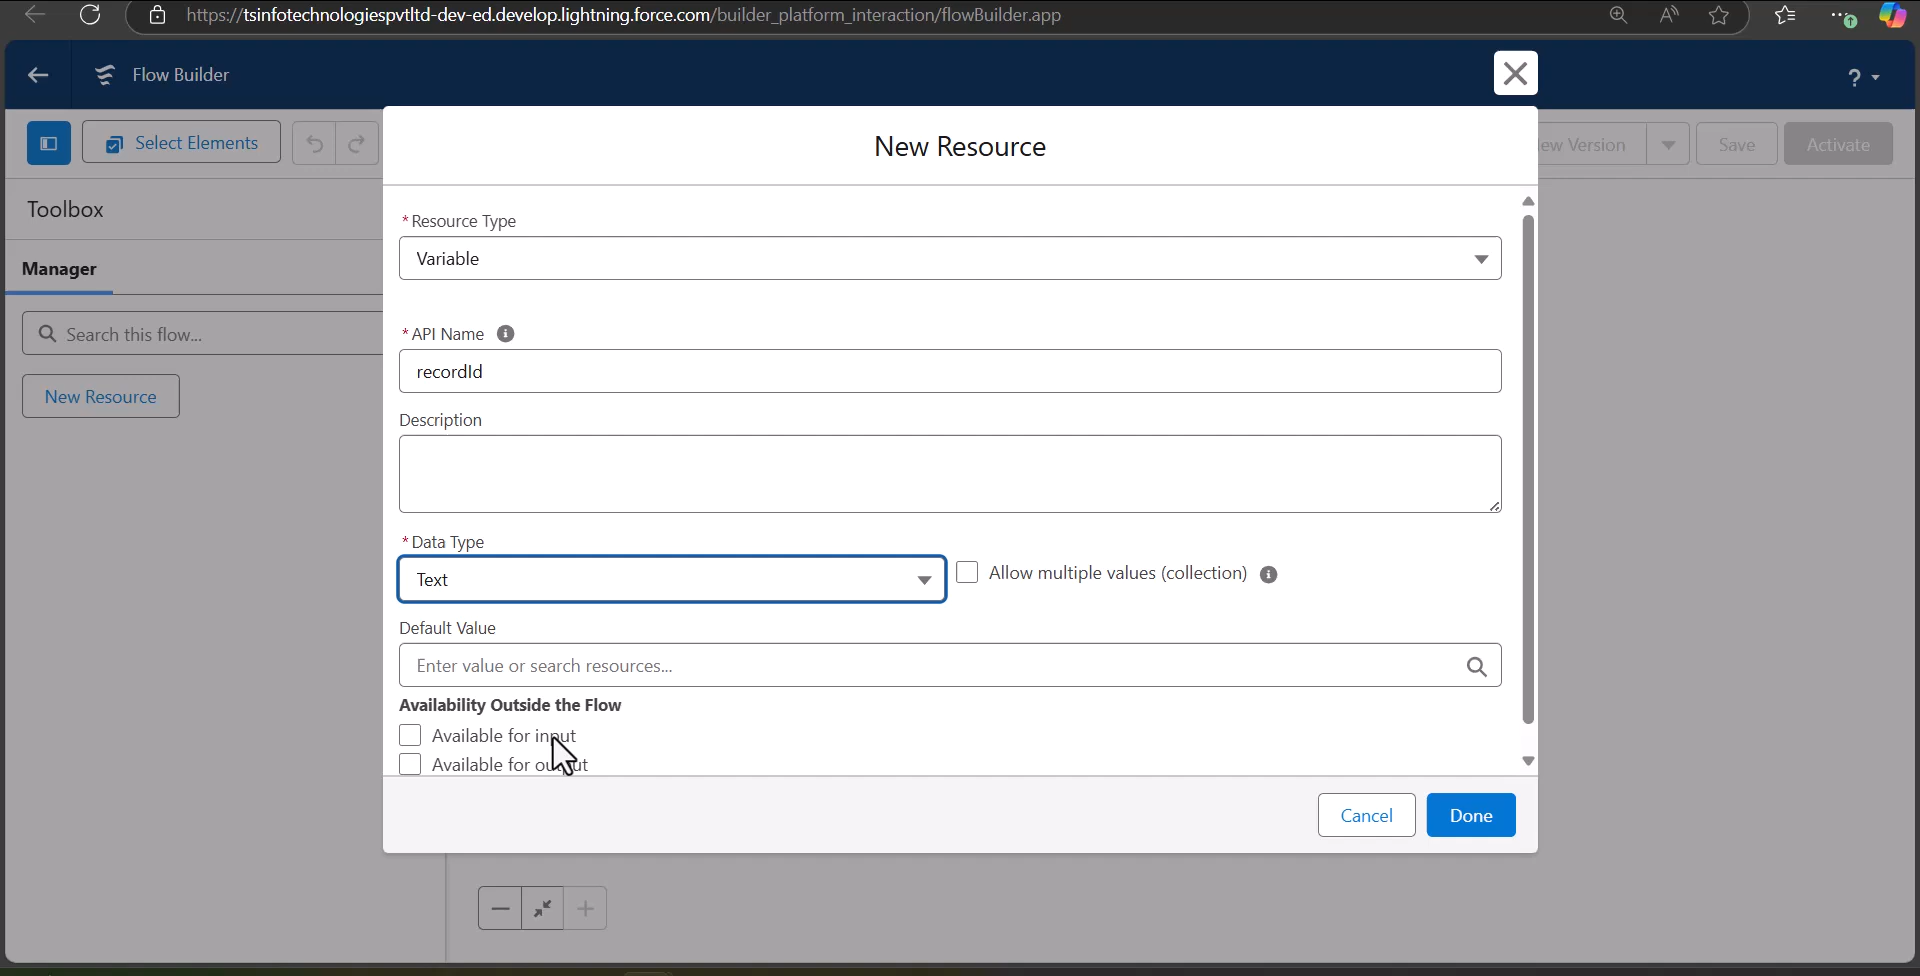 https://tsinfotechnologiespvtltd-dev-ed.develop.lightning.force.com/builder_platform_interaction/flowBuilder.app
Flow Builder
?
Select Elements
New Resource
ew Version
Save
Activate
Toolbox
Manager
Search this flow...
New Resource
* Resource Type
Variable
* API Name
recordId
Description
* Data Type
Text
Allow multiple values (collection)
Default Value
Enter value or search resources...
Availability Outside the Flow
Available for input
Available for output
Cancel
Done